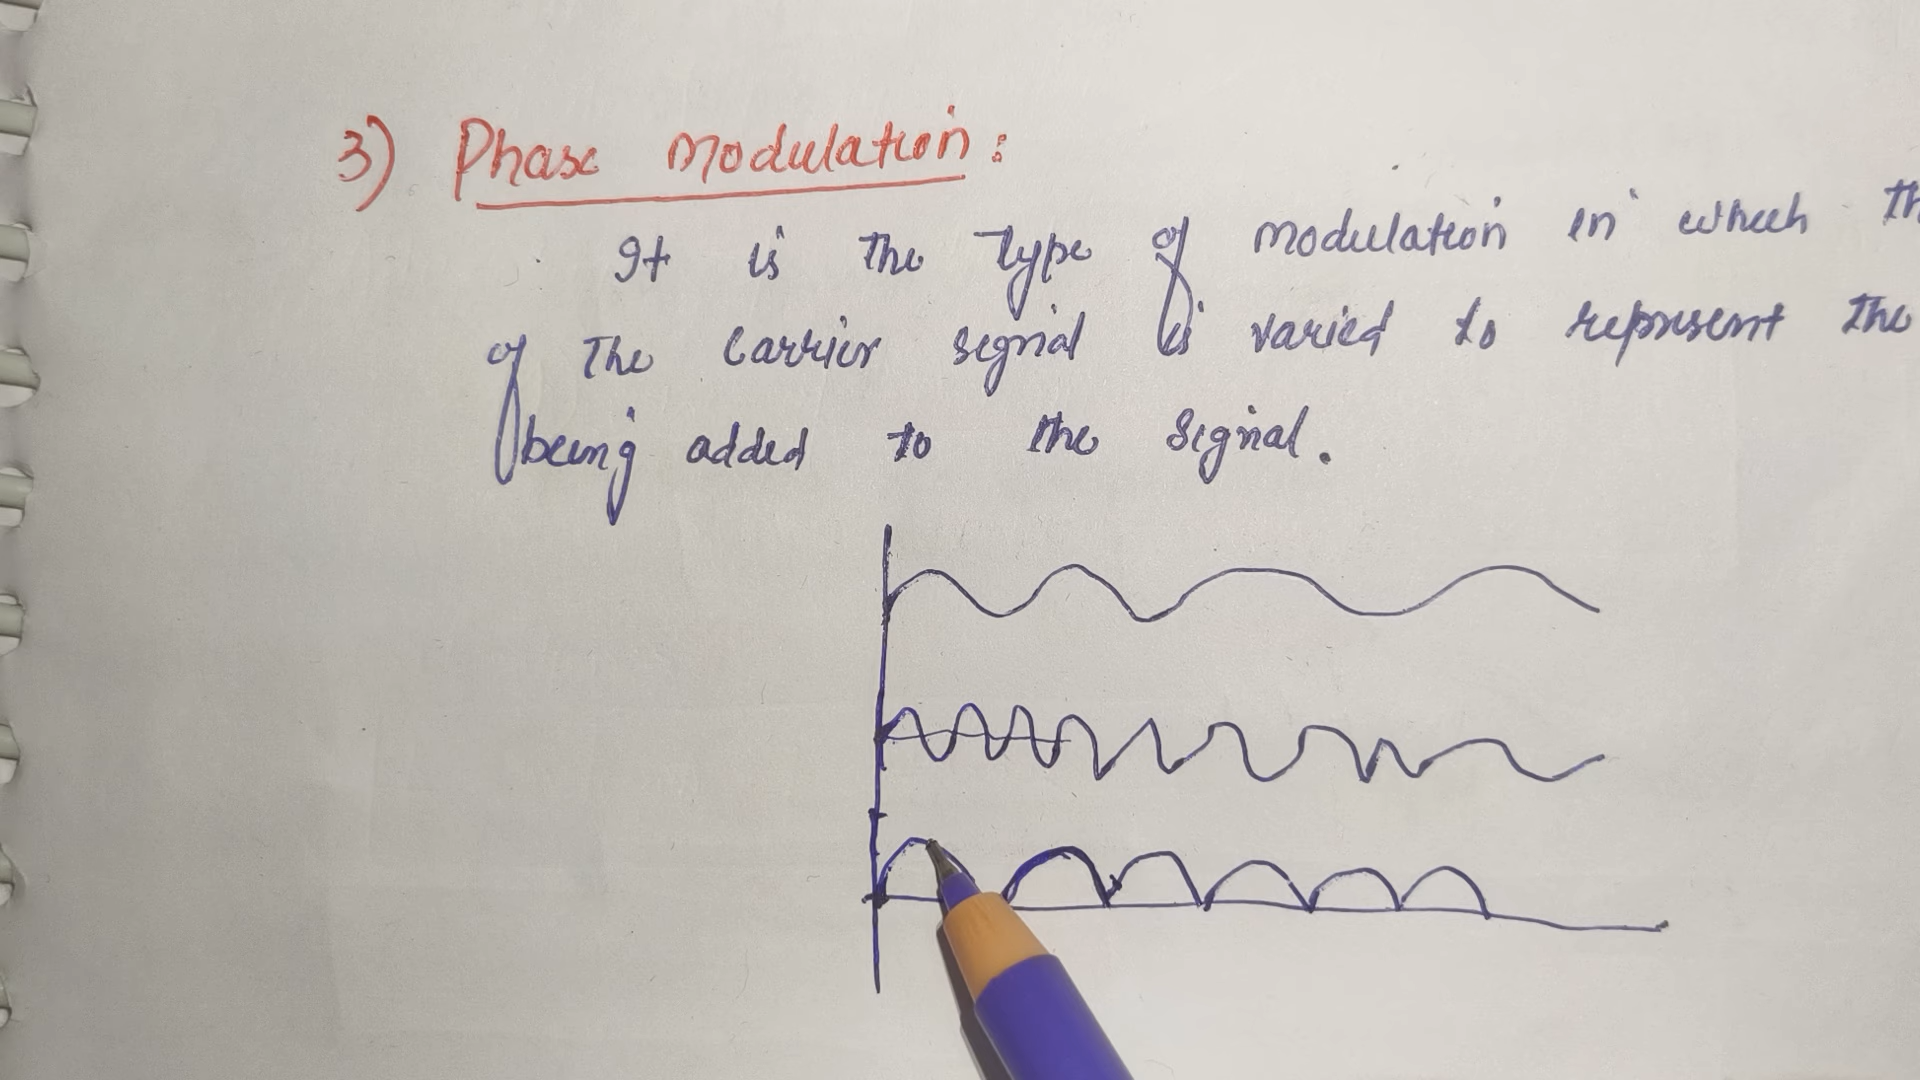 3) Phase Modulation:
It is the type of modulation in which
of the carrier signal is varied to represent the
being added to the signal.